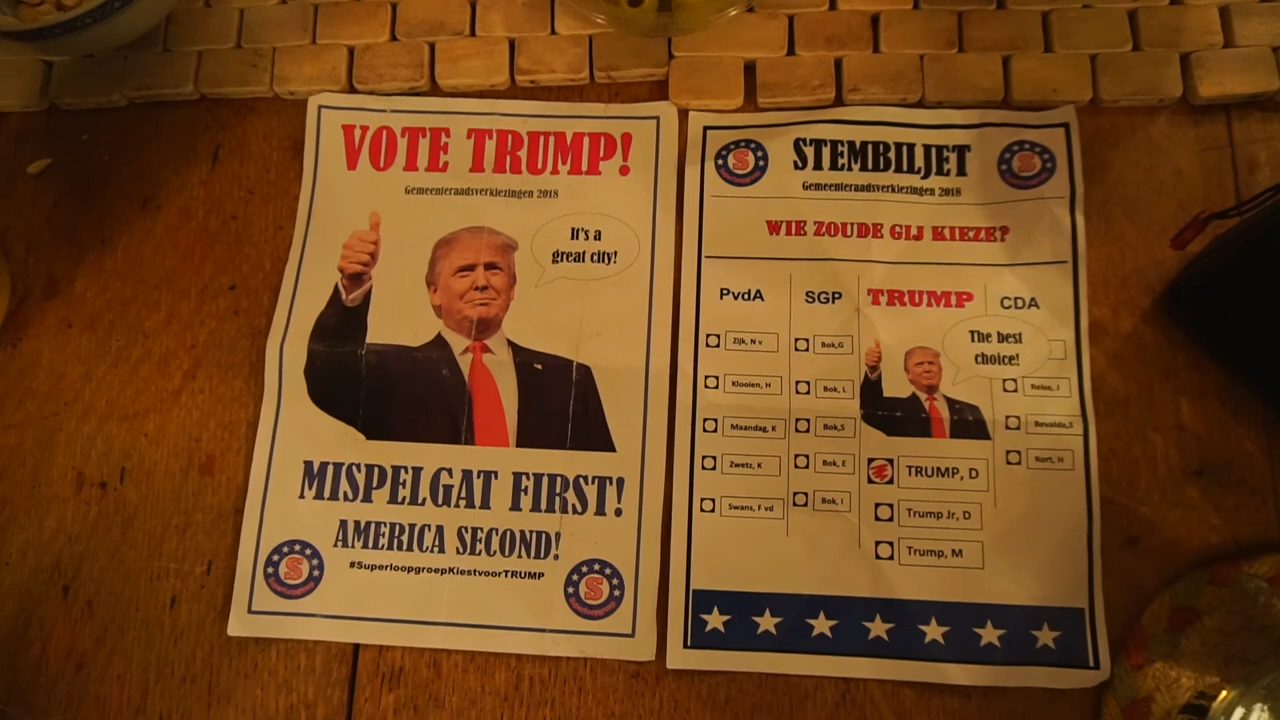 VOTE TRUMP!
Gemeenteraadsverkiezingen 2018
It's a
great city!
MISPELGAT FIRST!
AMERICA SECOND!
#SuperloopgroepKiestvoorTRUMP
S
S
S
STEMBILJET
S
Gemeenteraadsverkiezingen 2018
WIE ZOUDE GIJ KIEZE?
PvdA
Zijk, N v
Klooien, H
Maandag, K
Zwetz, K
Swans, F vd
SGP
Bok,G
Bok, L
Bok,S
Bok, E
Bok, I
TRUMP
The best
choice!
TRUMP, D
Trump Jr, D
Trump, M
CDA
Kort, H